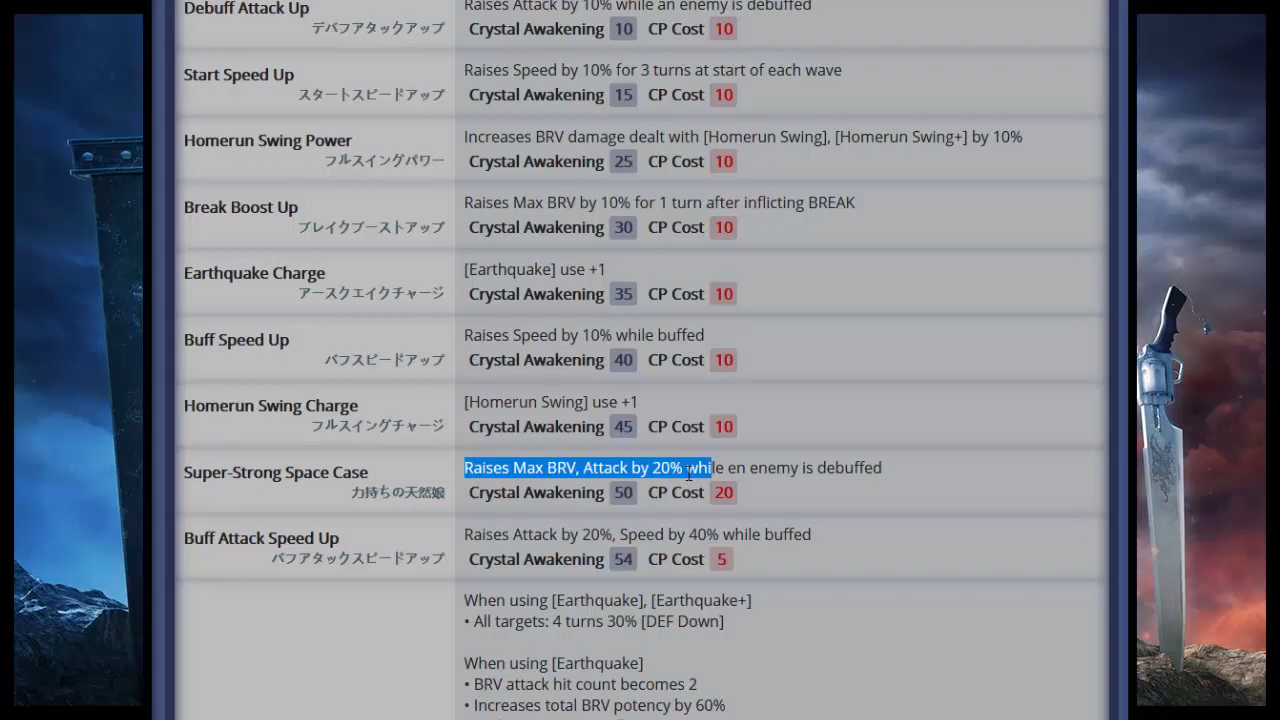 Debuff Attack Up
Raises Attack by 10% while an enemy is debuffed
デバフアタックアップ
Crystal Awakening 10 CP Cost 10
Start Speed Up
Raises Speed by 10% for 3 turns at start of each wave
スタートスピードアップ
Crystal Awakening 15 CP Cost 10
Homerun Swing Power
Increases BRV damage dealt with [Homerun Swing], [Homerun Swing+] by 10%
フルスイングパワー
Crystal Awakening 25 CP Cost 10
Break Boost Up
Raises Max BRV by 10% for 1 turn after inflicting BREAK
ブレイクブーストアップ
Crystal Awakening 30 CP Cost 10
Earthquake Charge
[Earthquake] use +1
アースクエイクチャージ
Crystal Awakening 35 CP Cost 10
Buff Speed Up
Raises Speed by 10% while buffed
バフスピードアップ
Crystal Awakening 40 CP Cost 10
Homerun Swing Charge
[Homerun Swing] use +1
フルスイングチャージ
Crystal Awakening 45 CP Cost 10
Super-Strong Space Case
Raises Max BRV, Attack by 20% while en enemy is debuffed
力持ちの天然娘
Crystal Awakening 50 CP Cost 20
Buff Attack Speed Up
Raises Attack by 20%, Speed by 40% while buffed
バフアタックスピードアップ
Crystal Awakening 54 CP Cost 5
When using [Earthquake], [Earthquake+]
• All targets: 4 turns 30% [DEF Down]
When using [Earthquake]
• BRV attack hit count becomes 2
• Increases total BRV potency by 60%